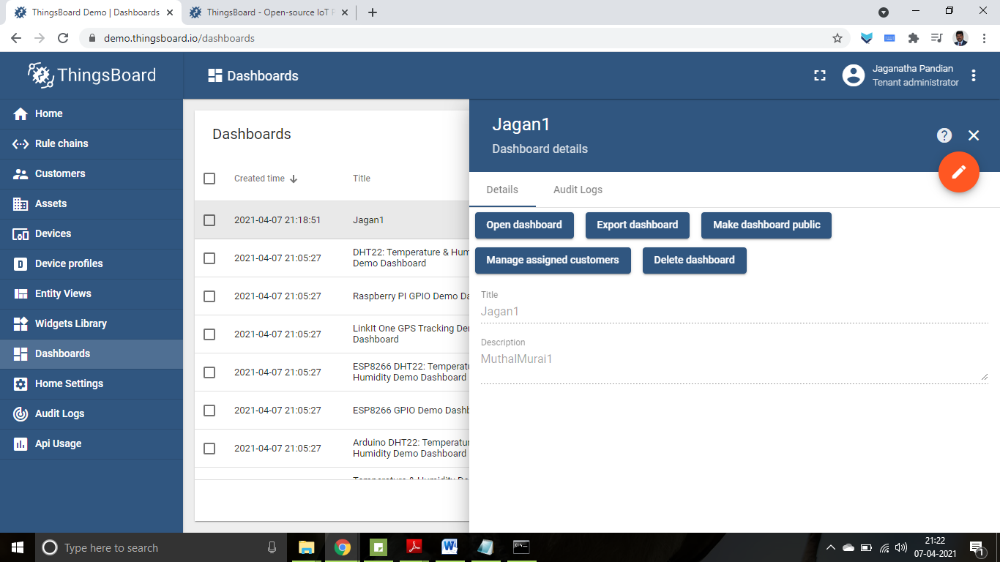 ThingsBoard Demo | Dashboards
ThingsBoard - Open-source IoT P
demo.thingsboard.io/dashboards
ThingsBoard
Dashboards
Jaganatha Pandian
Tenant administrator
Home
Rule chains
Customers
Assets
Devices
Device profiles
Entity Views
Widgets Library
Dashboards
Home Settings
Audit Logs
Api Usage
Dashboards
Created time
Title
2021-04-07 21:18:51
Jagan1
2021-04-07 21:05:27
DHT22: Temperature & Hum
Demo Dashboard
2021-04-07 21:05:27
Raspberry PI GPIO Demo Da
2021-04-07 21:05:27
LinkIt One GPS Tracking Der
Dashboard
2021-04-07 21:05:27
ESP8266 DHT22: Temperatu
Humidity Demo Dashboard
2021-04-07 21:05:27
ESP8266 GPIO Demo Dashb
2021-04-07 21:05:27
Arduino DHT22: Temperatur
Humidity Demo Dashboard
Temperature & Humidity De
Jagan1
Dashboard details
Details
Audit Logs
Open dashboard
Export dashboard
Make dashboard public
Manage assigned customers
Delete dashboard
Title
Jagan1
Description
MuthalMurai1
Type here to search
21:22
07-04-2021
1